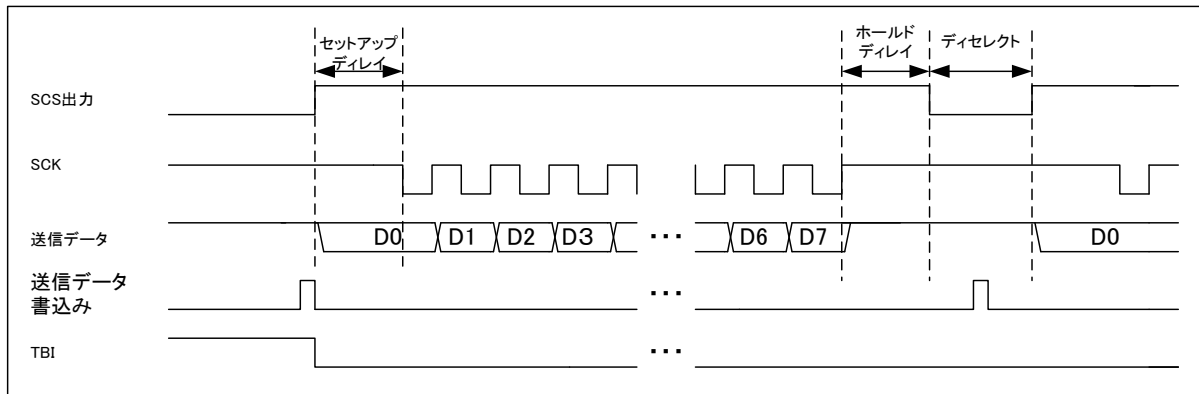 セットアップ
ディレイ
ホールド
ディレイ
ディセレクト
SCS出力
SCK
送信データ
D0
D1
D2
D3
・・・
D6
D7
D0
送信データ
書込み
・・・
TBI
・・・